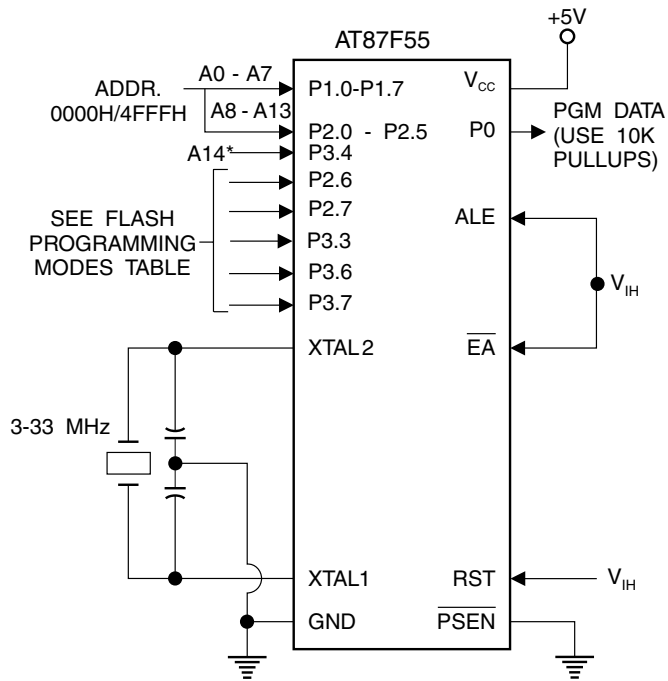 +5V
AT87F55
ADDR.
0000H/4FFFH
A0 - A7
A8 - A13
A14*
P1.0-P1.7
P2.0 - P2.5
P3.4
P2.6
P2.7
P3.3
P3.6
P3.7
SEE FLASH
PROGRAMMING
MODES TABLE
VCC
P0
PGM DATA
(USE 10K
PULLUPS)
ALE
VIH
EA
XTAL2
3-33 MHz
XTAL1
GND
RST
VIH
PSEN